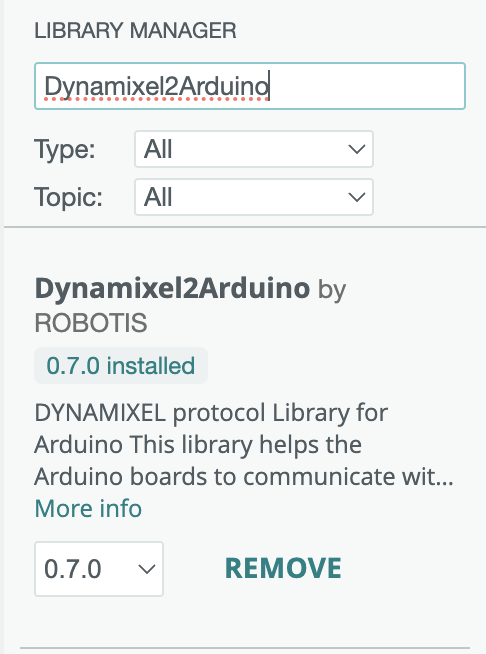 LIBRARY MANAGER
Dynamixel2Arduino
Type: All
Topic: All
Dynamixel2Arduino by
ROBOTIS
0.7.0 installed
DYNAMIXEL protocol Library for
Arduino This library helps the
Arduino boards to communicate wit...
More info
0.7.0 REMOVE